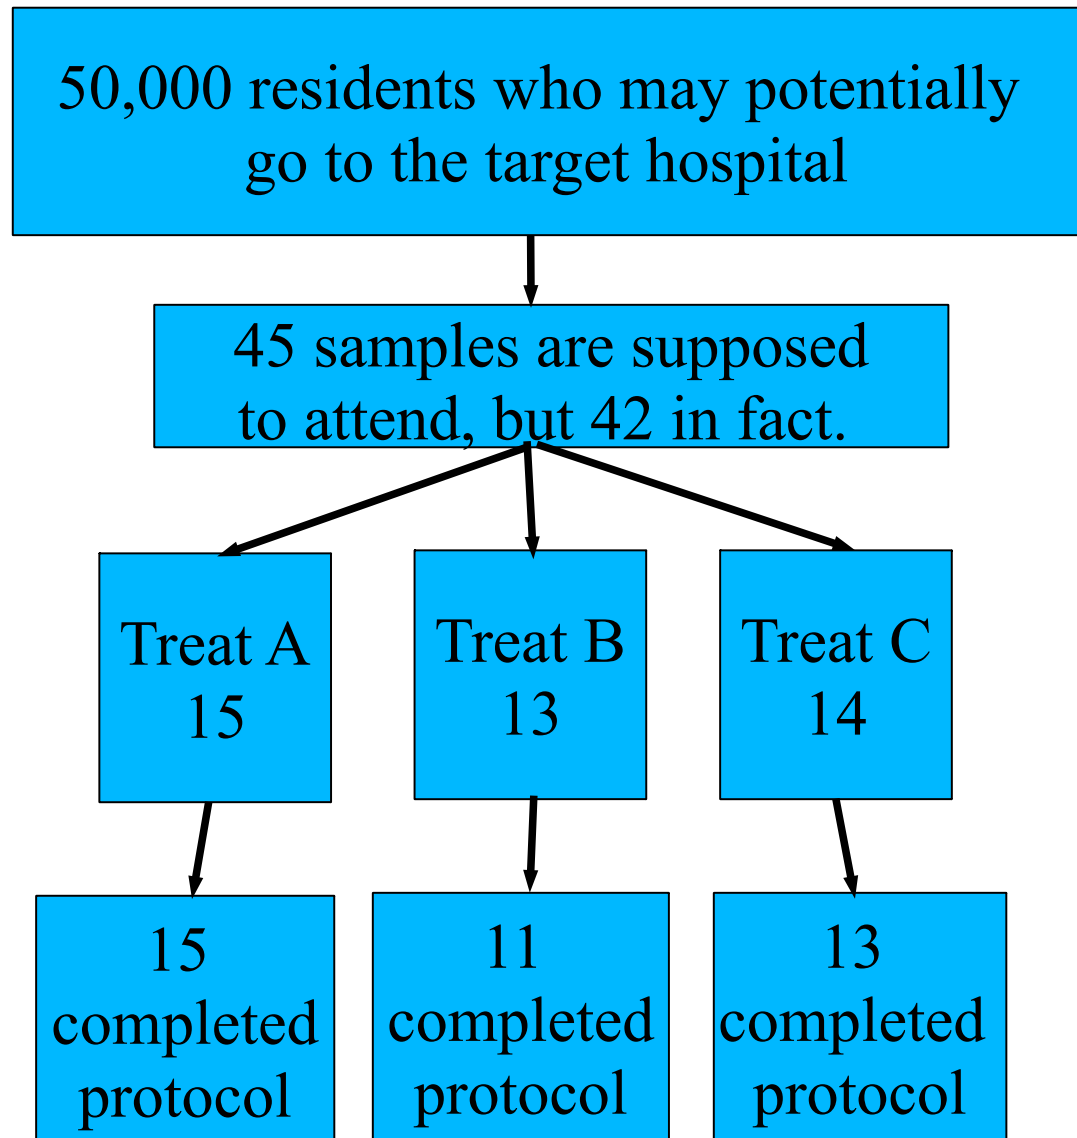 50,000 residents who may potentially
go to the target hospital
45 samples are supposed
to attend, but 42 in fact.
Treat A
15
Treat B
13
Treat C
14
15
completed
protocol
11
completed
protocol
13
completed
protocol